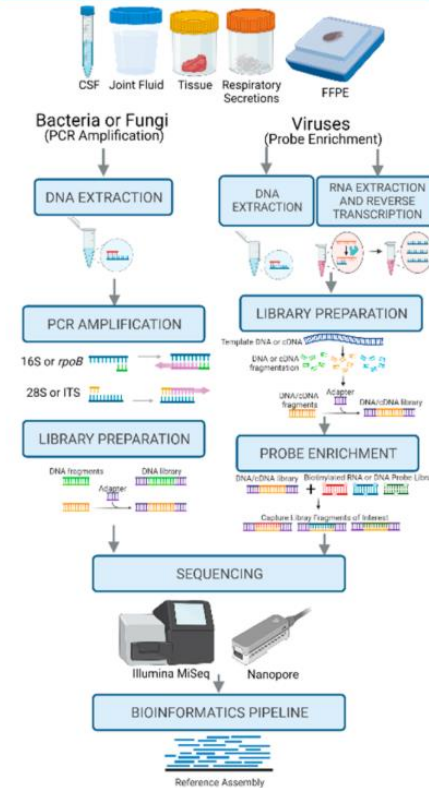 CSF
Joint Fluid
Tissue
Respiratory
Secretions
FFPE
Bacteria or Fungi
(PCR Amplification)
DNA EXTRACTION
PCR AMPLIFICATION
16S or rpoB
28S or ITS
LIBRARY PREPARATION
DNA fragments
DNA library
Adapter
Viruses
(Probe Enrichment)
DNA
EXTRACTION
RNA EXTRACTION
AND REVERSE
TRANSCRIPTION
LIBRARY PREPARATION
Template DNA or cDNA
DNA or cDNA
fragmentation
DNA/cDNA
fragments
Adapter
DNA/cDNA library
PROBE ENRICHMENT
DNA/cDNA library
Biotinylated RNA or DNA Probe Libra
+
Capture Libray Fragments of Interest
SEQUENCING
Illumina MiSeq
Nanopore
BIOINFORMATICS PIPELINE
Reference Assembly